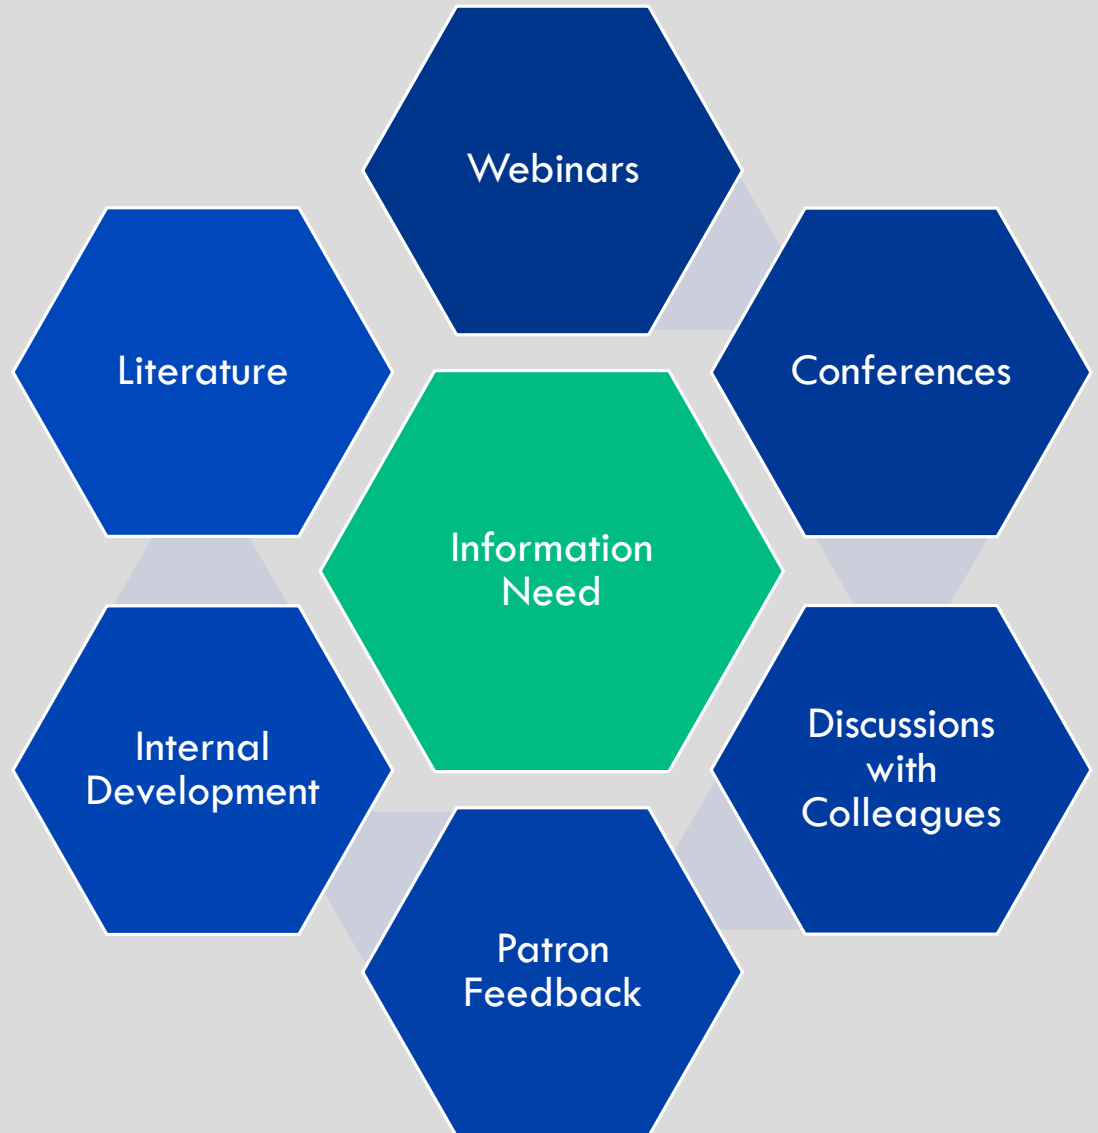 Webinars
Literature
Conferences
Information
Need
Internal
Development
Discussions
with
Colleagues
Patron
Feedback